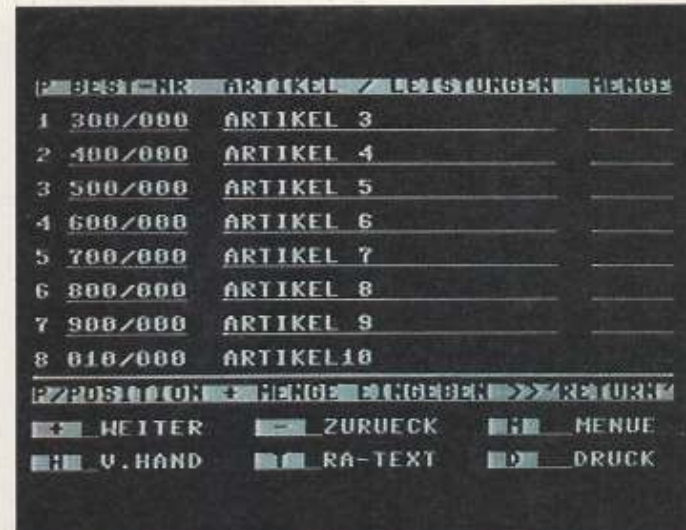 P BEST-NR ARTIKEL / LEISTUNGEN MENGE
1 300/000 ARTIKEL 3
2 400/000 ARTIKEL 4
3 500/000 ARTIKEL 5
4 600/000 ARTIKEL 6
5 700/000 ARTIKEL 7
6 800/000 ARTIKEL 8
7 900/000 ARTIKEL 9
8 010/000 ARTIKEL10
P/POSITION + MENGE EINGEBEN >>'RETURN'
+ WEITER - ZURUECK M MENUE
H V.HAND T RA-TEXT D DRUCK